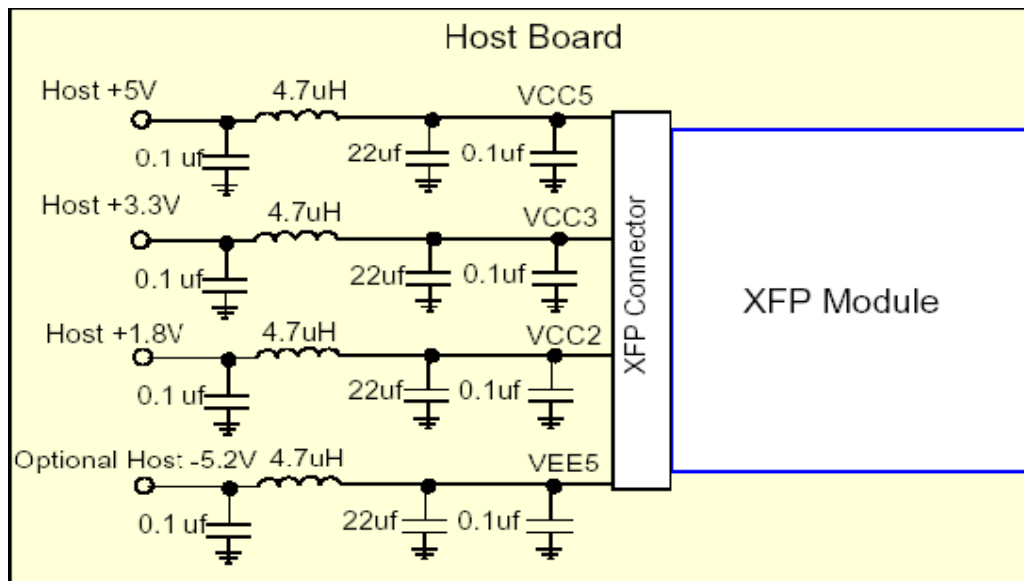 Host Board
Host +5V
4.7uH
VCC5
0.1 uf
22uf
0.1uf
Host +3.3V
4.7uH
VCC3
0.1 uf
22uf
0.1uf
Host +1.8V
4.7uH
VCC2
0.1 uf
22uf
0.1uf
Optional Host -5.2V
4.7uH
VEE5
0.1 uf
22uf
0.1uf
XFP Connector
XFP Module